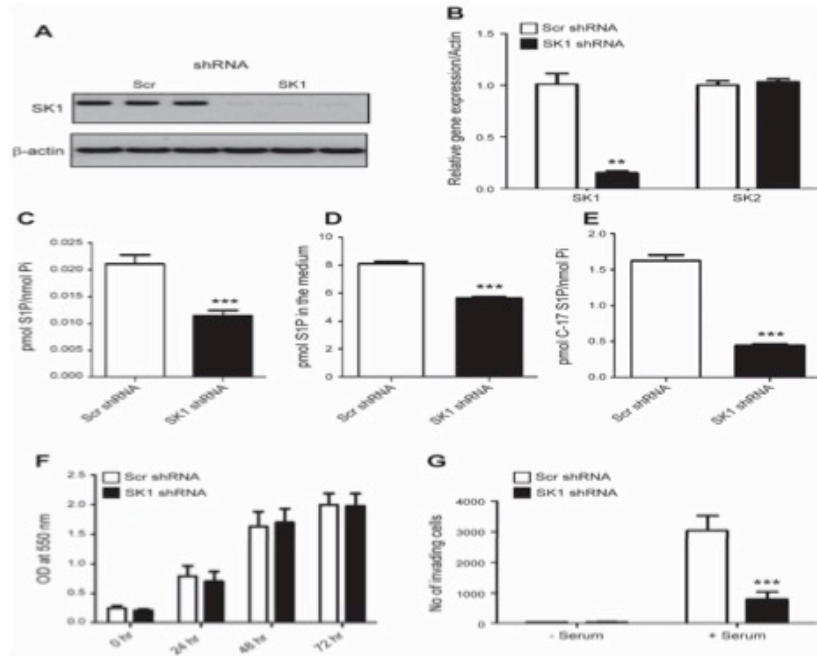 A
shRNA
Scr SK1
SK1
β-actin
B
Scr shRNA
SK1 shRNA
Relative gene expression/Actin
1.5
1.0
0.5
0.0
**
SK1 SK2
C
pmol S1P/nmol Pi
0.025
0.020
0.015
0.010
0.005
0.000
***
Scr shRNA SK1 shRNA
D
pmol S1P in the medium
10
8
6
4
2
0
***
Scr shRNA SK1 shRNA
E
pmol C-17 S1P/nmol Pi
2.0
1.5
1.0
0.5
0.0
***
Scr shRNA SK1 shRNA
F
Scr shRNA
SK1 shRNA
OD at 550 nm
2.5
2.0
1.5
1.0
0.5
0.0
0 hr 24 hr 48 hr 72 hr
G
Scr shRNA
SK1 shRNA
No of invading cells
4000
3000
2000
1000
0
***
- Serum + Serum